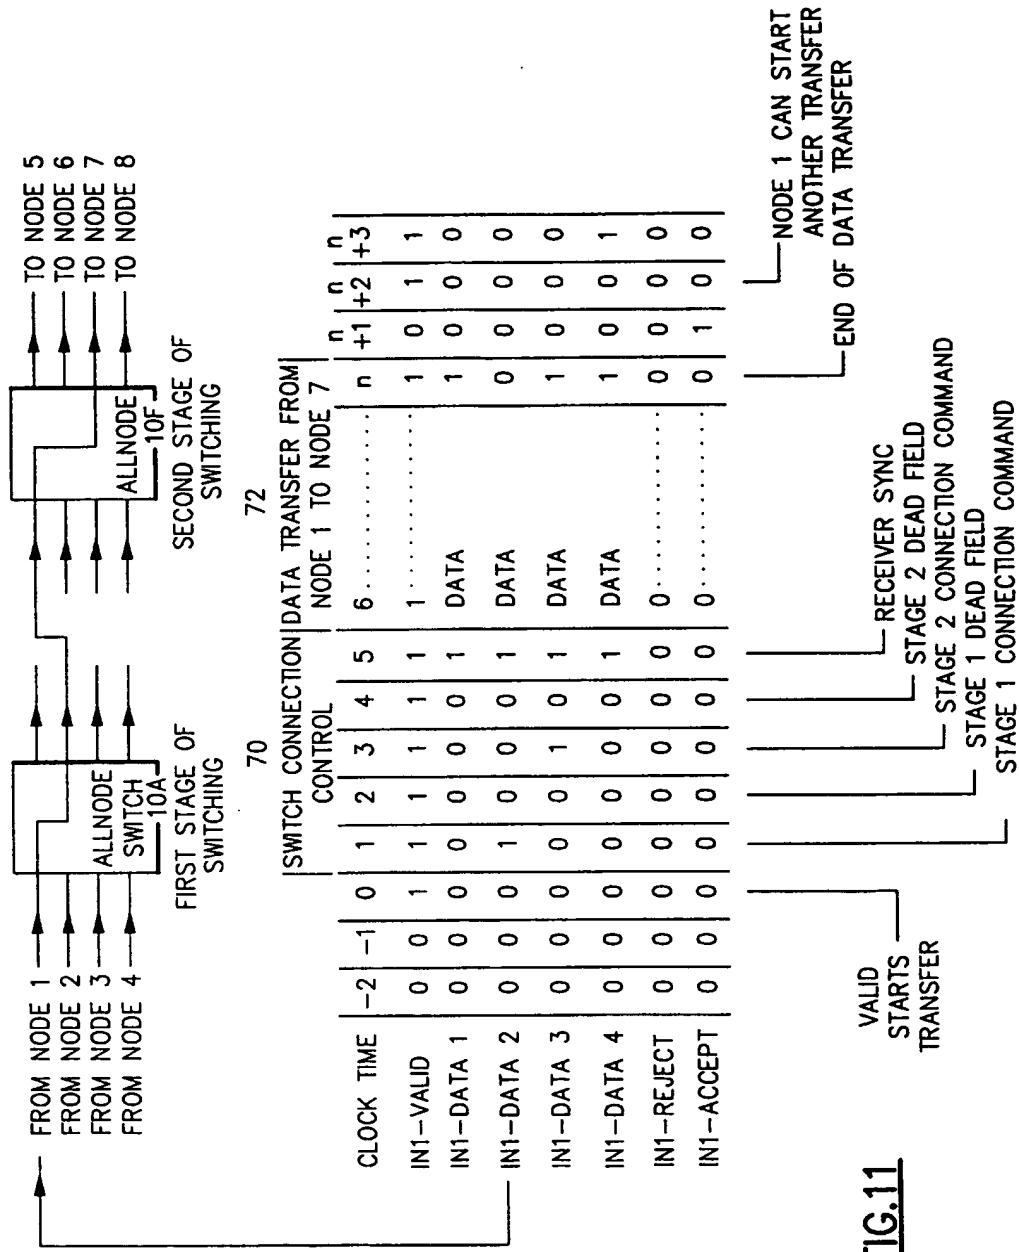 FROM NODE 1
FROM NODE 2
FROM NODE 3
FROM NODE 4
ALLNODE
SWITCH
10A
FIRST STAGE OF
SWITCHING
ALLNODE
10F
SECOND STAGE OF
SWITCHING
TO NODE 5
TO NODE 6
TO NODE 7
TO NODE 8
70 72
SWITCH CONNECTION DATA TRANSFER FROM
CONTROL NODE 1 TO NODE 7
CLOCK TIME -2 -1 0 1 2 3 4 5 6......... n n+1 n+2 n+3
IN1-VALID 0 0 1 1 1 1 1 1 1......... 1 0 1 1
IN1-DATA 1 0 0 0 0 0 0 0 1 DATA 1 0 0 0
IN1-DATA 2 0 0 0 1 0 0 0 1 DATA 0 0 0 0
IN1-DATA 3 0 0 0 0 0 1 0 1 DATA 1 0 0 0
IN1-DATA 4 0 0 0 0 0 0 0 1 DATA 1 0 0 1
IN1-REJECT 0 0 0 0 0 0 0 0 0......... 0 0 0 0
IN1-ACCEPT 0 0 0 0 0 0 0 0 0......... 0 1 0 0
VALID
STARTS
TRANSFER
RECEIVER SYNC
STAGE 2 DEAD FIELD
STAGE 2 CONNECTION COMMAND
STAGE 1 DEAD FIELD
STAGE 1 CONNECTION COMMAND
NODE 1 CAN START
ANOTHER TRANSFER
END OF DATA TRANSFER
FIG.11